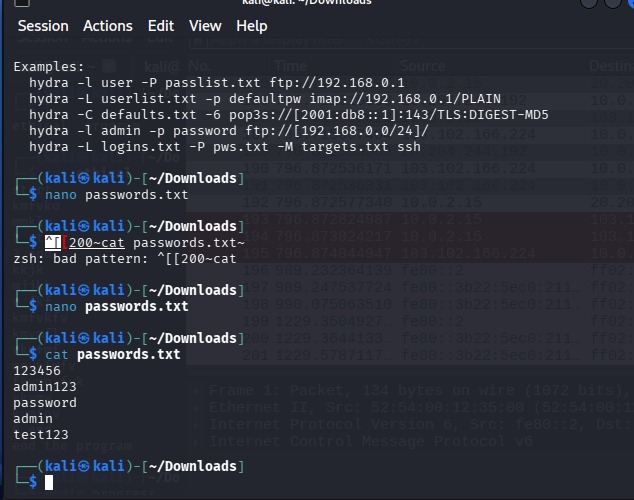 kali@kali: ~/Downloads
Session Actions Edit View Help
Examples:
hydra -l user -P passlist.txt ftp://192.168.0.1
hydra -L userlist.txt -p defaultpw imap://192.168.0.1/PLAIN
hydra -C defaults.txt -6 pop3s://[2001:db8::1]:143/TLS:DIGEST-MD5
hydra -l admin -p password ftp://[192.168.0.0/24]/
hydra -L logins.txt -P pws.txt -M targets.txt ssh
┌──(kali㉿kali)-[~/Downloads]
└─$ nano passwords.txt
┌──(kali㉿kali)-[~/Downloads]
└─$ ^[[200~cat passwords.txt~
zsh: bad pattern: ^[[200~cat
┌──(kali㉿kali)-[~/Downloads]
└─$ nano passwords.txt
┌──(kali㉿kali)-[~/Downloads]
└─$ cat passwords.txt
123456
admin123
password
admin
test123
┌──(kali㉿kali)-[~/Downloads]
└─$